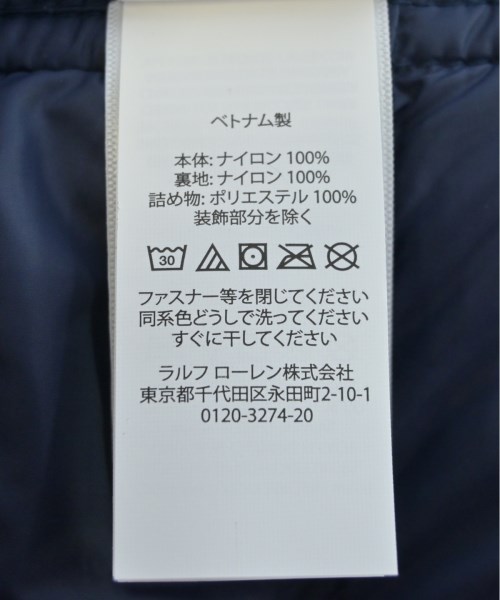 ベトナム製
本体: ナイロン 100%
裏地: ナイロン 100%
詰め物: ポリエステル 100%
装飾部分を除く
30
ファスナー等を閉じてください
同系色どうしで洗ってください
すぐに干してください
ラルフ ローレン株式会社
東京都千代田区永田町2-10-1
0120-3274-20